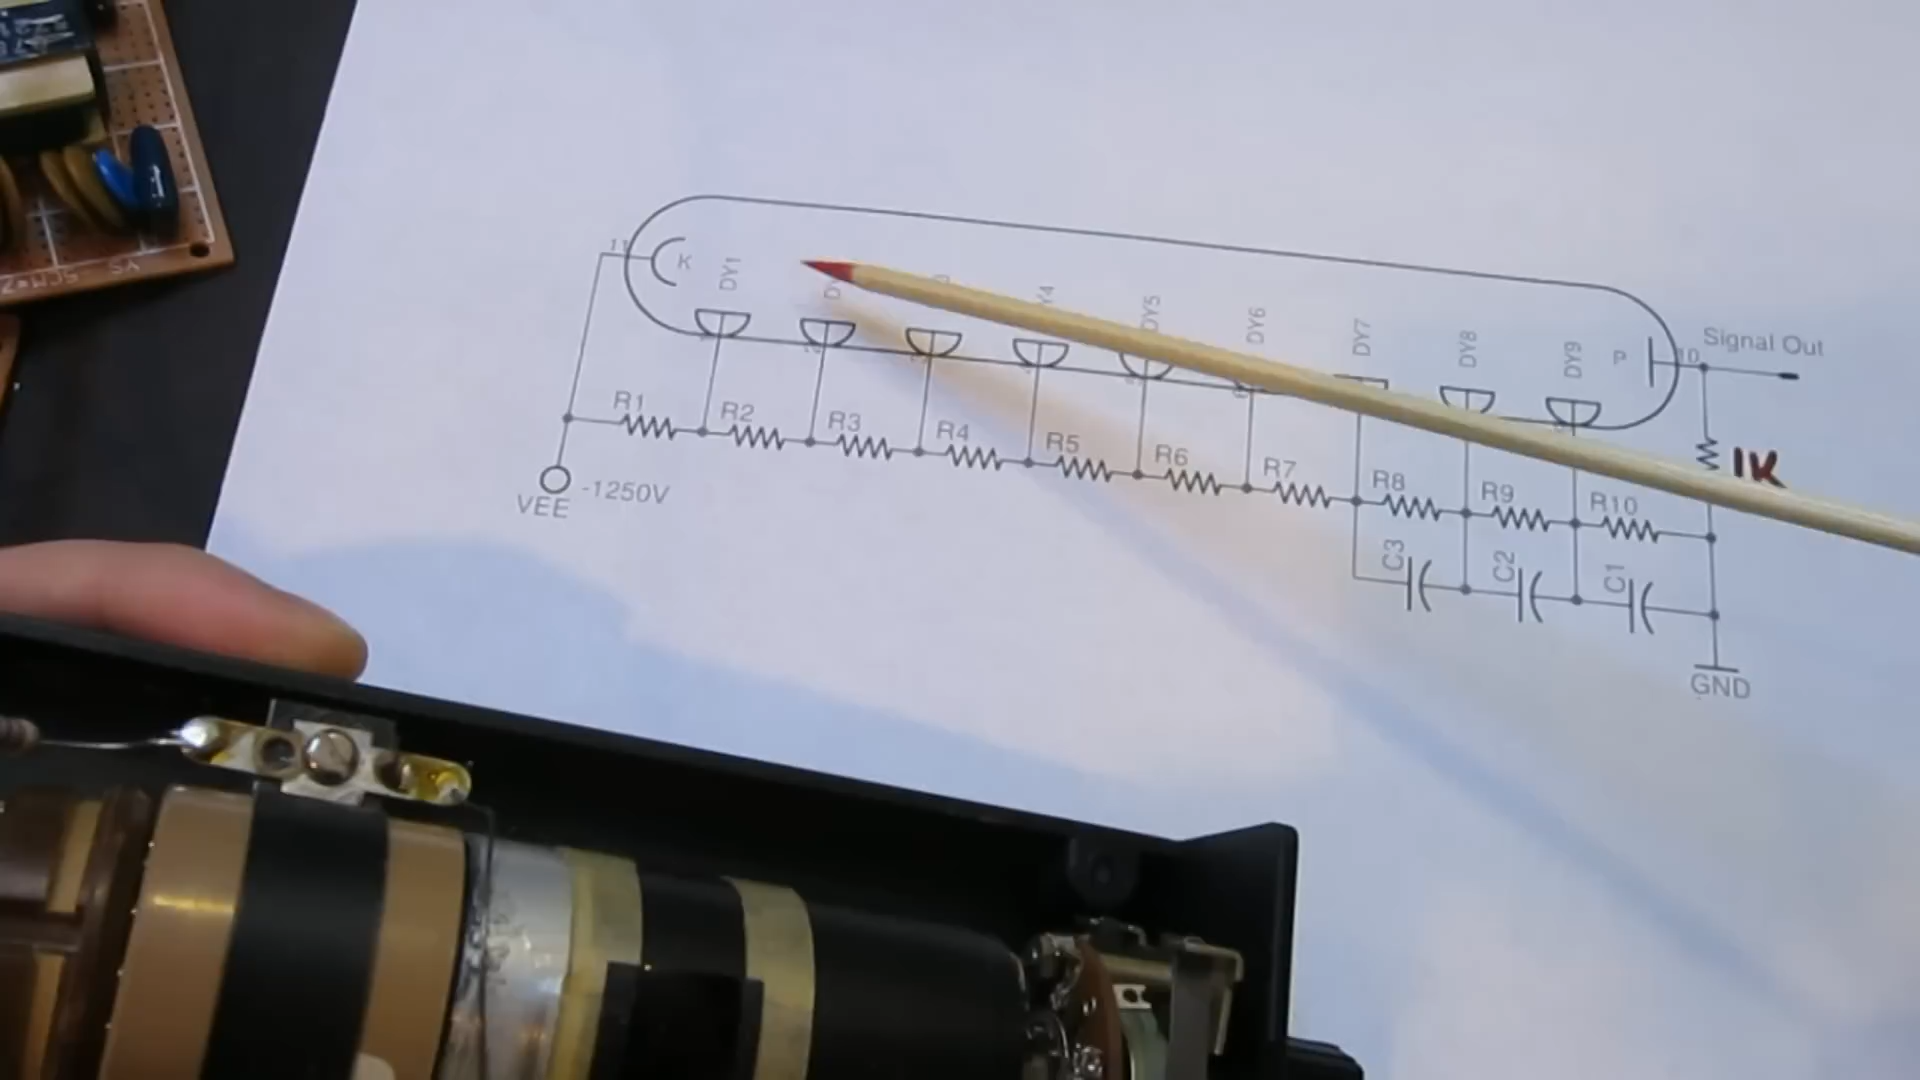 11
K
DY1
DY5
DY6
DY7
DY8
DY9
P
10
Signal Out
R1
R2
R3
R4
R5
R6
R7
R8
R9
R10
1K
-1250V
VEE
C3
C2
C1
GND